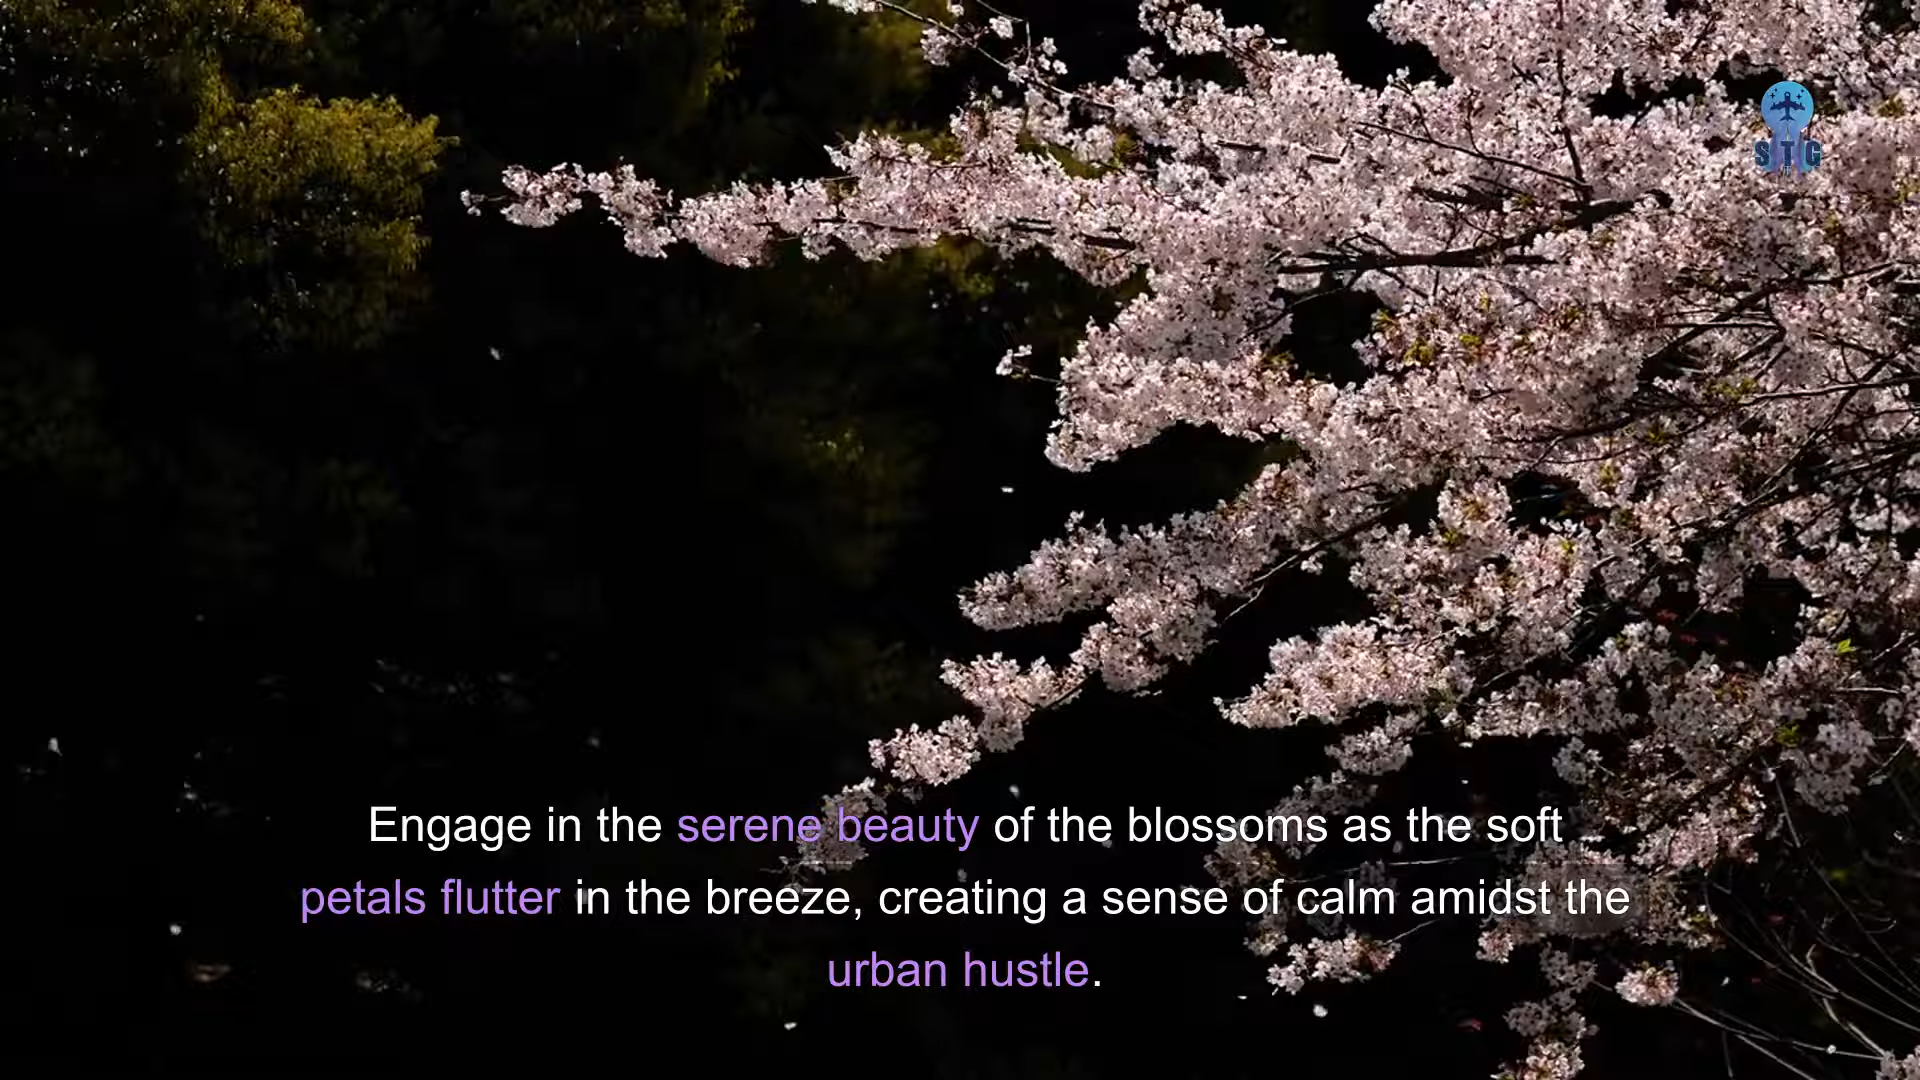 STG
Engage in the serene beauty of the blossoms as the soft
petals flutter in the breeze, creating a sense of calm amidst the
urban hustle.